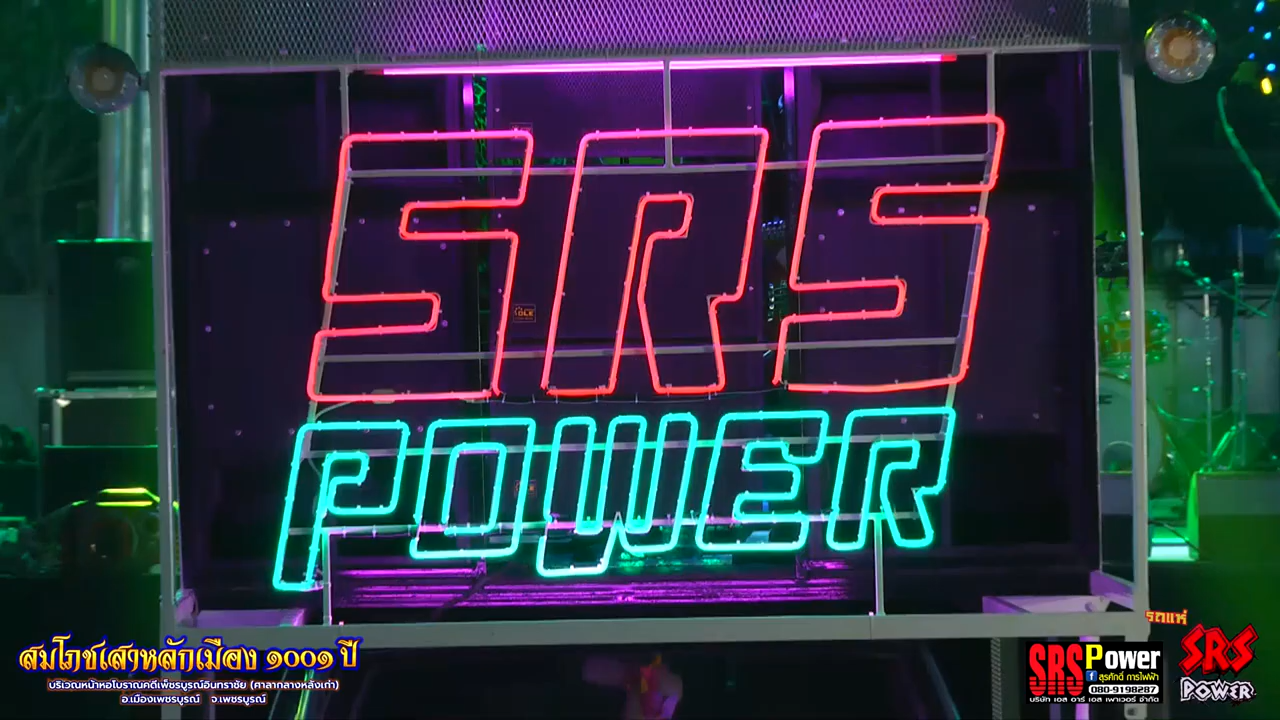 SRS
POWER
สมโภชเสาหลักเมือง ๑๐๐๑ ปี
บริเวณหน้าหอโบราณคดีเพ็ชรบูรณ์อินทราชัย (ศาลากลางหลังเก่า)
อ.เมืองเพชรบูรณ์ จ.เพชรบูรณ์
SRS Power
สุรศักดิ์ การไฟฟ้า
080-9198287
บริษัท เอส อาร์ เอส เพาเวอร์ จำกัด
รถแห่
SRS
POWER